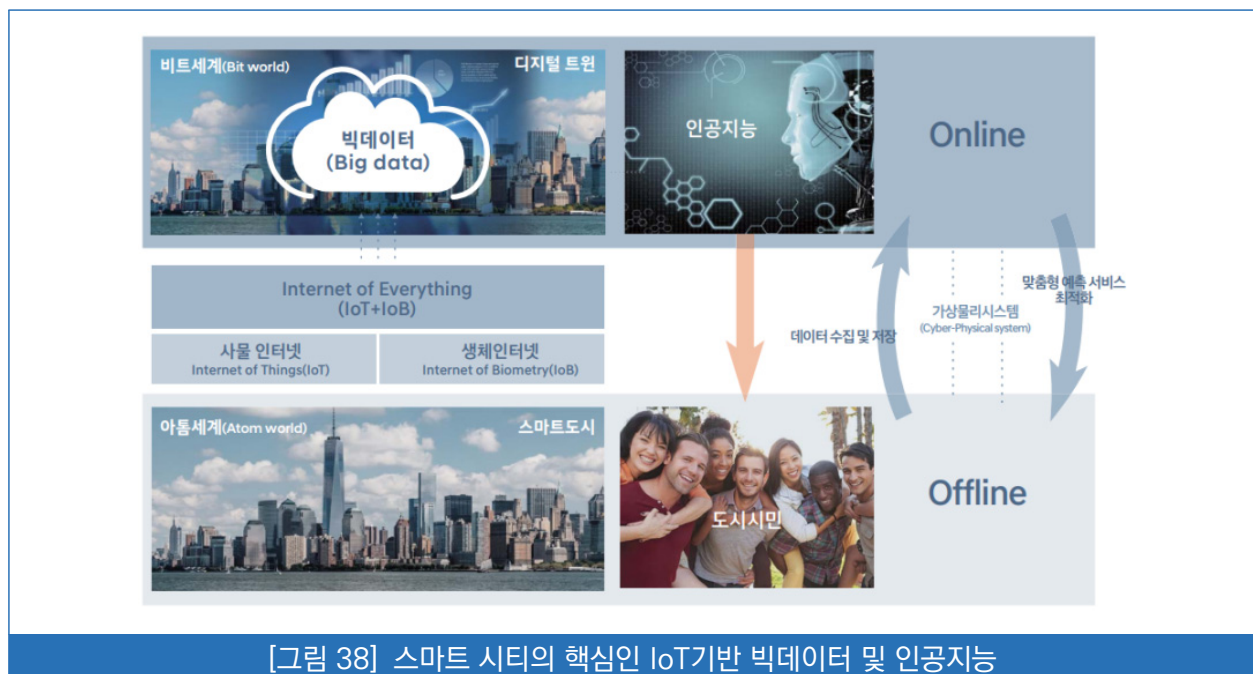 비트세계(Bit world)
디지털 트윈
빅데이터
(Big data)
인공지능
Online
Internet of Everything
(IoT+IoB)
사물 인터넷
Internet of Things(IoT)
생체인터넷
Internet of Biometry(IoB)
데이터 수집 및 저장
가상물리시스템
(Cyber-Physical system)
맞춤형 예측 서비스
최적화
아톰세계(Atom world)
스마트도시
도시시민
Offline
[그림 38] 스마트 시티의 핵심인 IoT기반 빅데이터 및 인공지능